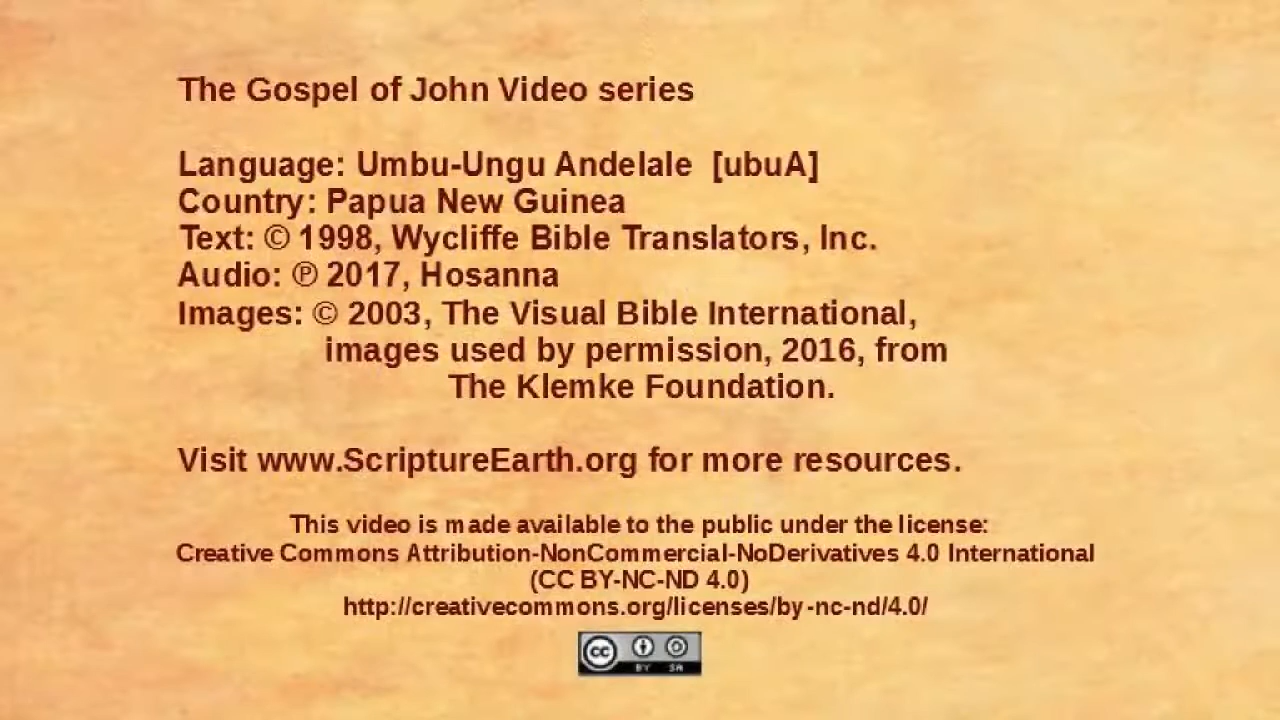 The Gospel of John Video series
Language: Umbu-Ungu Andelale [ubuA]
Country: Papua New Guinea
Text: © 1998, Wycliffe Bible Translators, Inc.
Audio: ℗ 2017, Hosanna
Images: © 2003, The Visual Bible International,
images used by permission, 2016, from
The Klemke Foundation.
Visit www.ScriptureEarth.org for more resources.
This video is made available to the public under the license:
Creative Commons Attribution-NonCommercial-NoDerivatives 4.0 International
(CC BY-NC-ND 4.0)
http://creativecommons.org/licenses/by-nc-nd/4.0/
cc BY SA